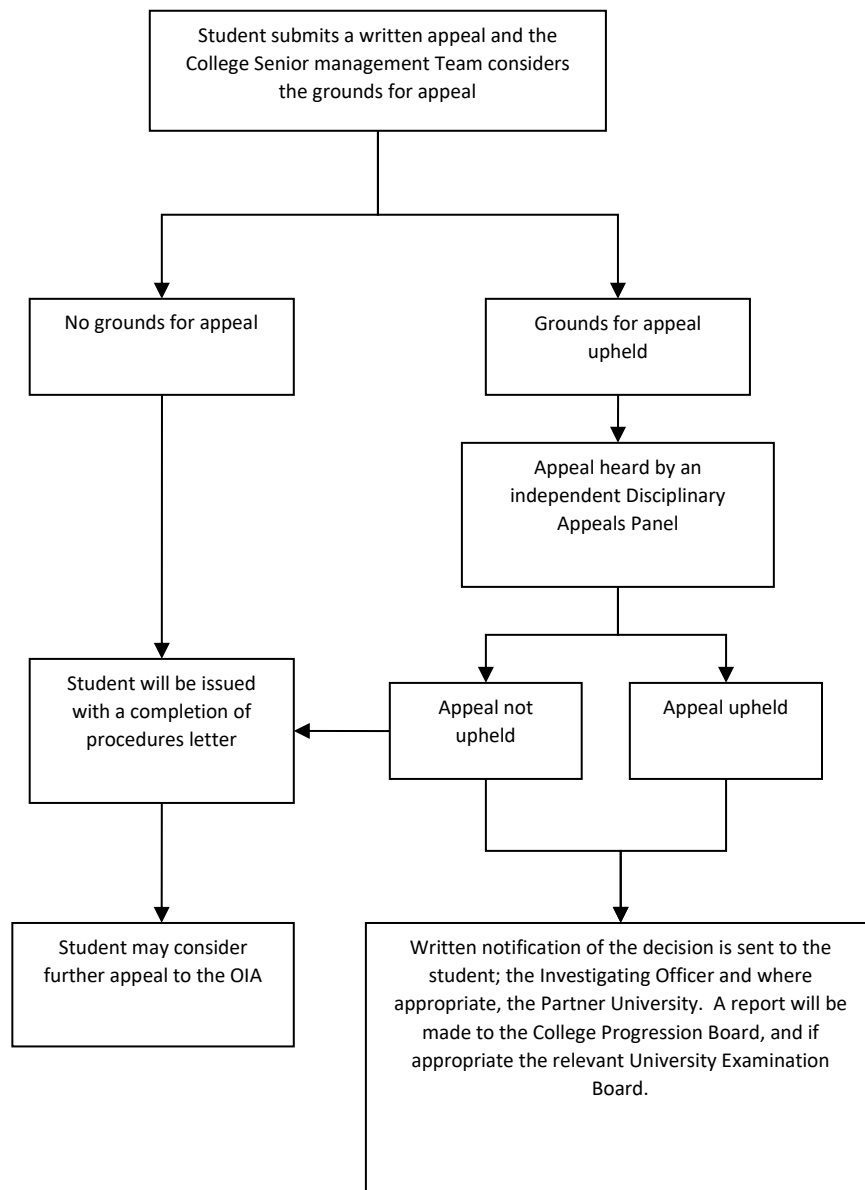 Student submits a written appeal and the
College Senior management Team considers
the grounds for appeal
No grounds for appeal
Grounds for appeal
upheld
Appeal heard by an
independent Disciplinary
Appeals Panel
Student will be issued
with a completion of
procedures letter
Appeal not
upheld
Appeal upheld
Student may consider
further appeal to the OIA
Written notification of the decision is sent to the
student; the Investigating Officer and where
appropriate, the Partner University.  A report will be
made to the College Progression Board, and if
appropriate the relevant University Examination
Board.